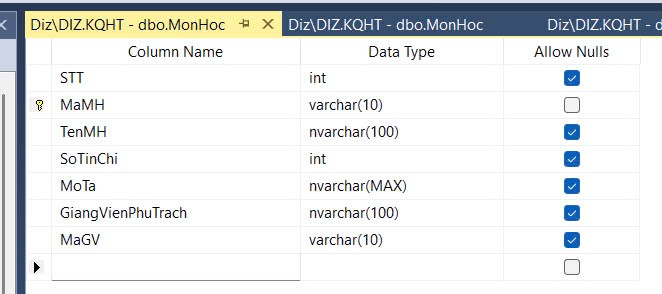 Diz\DIZ.KQHT - dbo.MonHoc Diz\DIZ.KQHT - dbo.MonHoc Diz\DIZ.KQHT - d
Column Name Data Type Allow Nulls
STT int
MaMH varchar(10)
TenMH nvarchar(100)
SoTinChi int
MoTa nvarchar(MAX)
GiangVienPhuTrach nvarchar(100)
MaGV varchar(10)